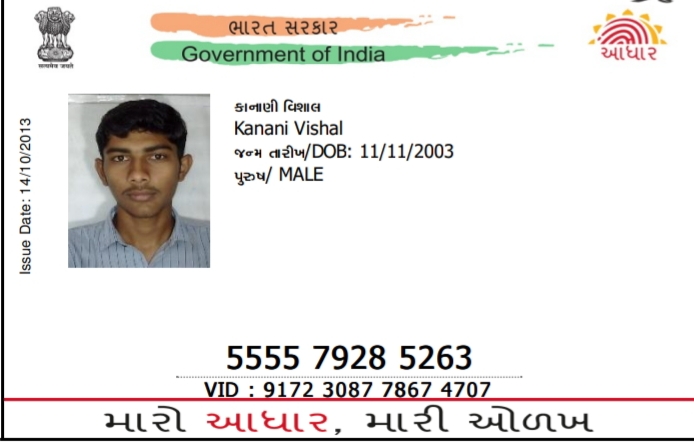 ભારત સરકાર
Government of India
આધાર
सत्यमेव जयते
Issue Date: 14/10/2013
કાનાણી વિશાલ
Kanani Vishal
જન્મ તારીખ/DOB: 11/11/2003
પુરુષ/ MALE
5555 7928 5263
VID : 9172 3087 7867 4707
મારો આધાર, મારી ઓળખ